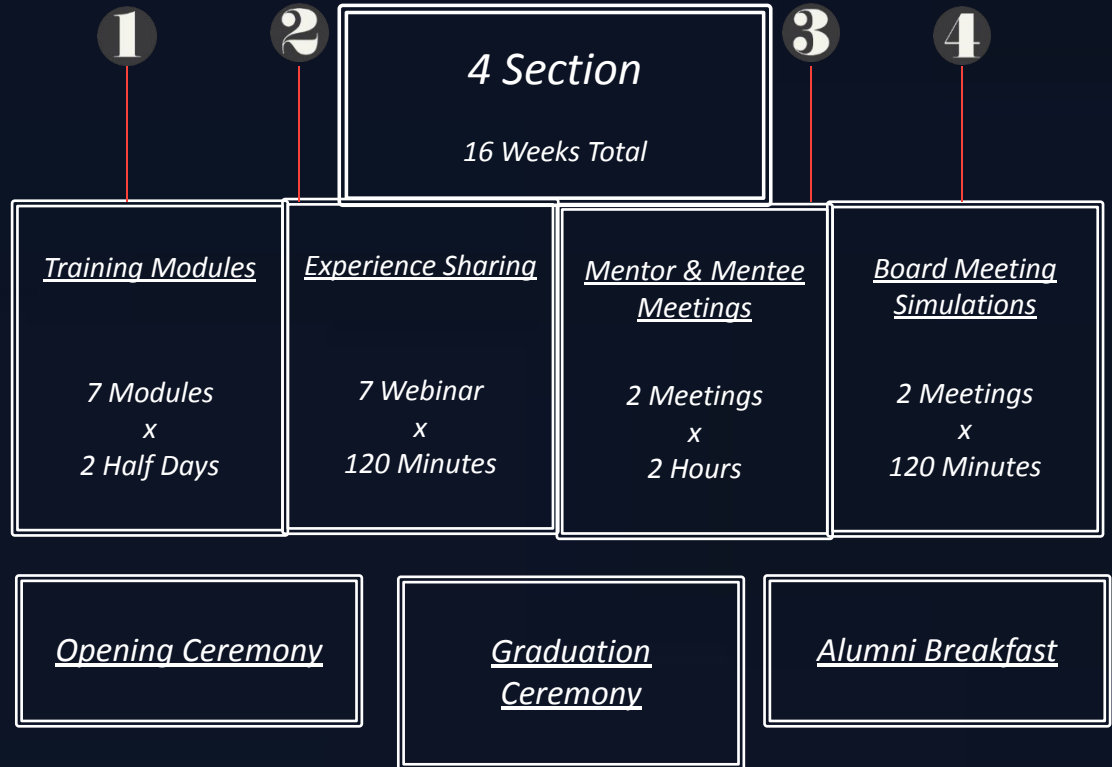 1
2
3
4
4 Section
16 Weeks Total
Training Modules
7 Modules
x
2 Half Days
Experience Sharing
7 Webinar
x
120 Minutes
Mentor & Mentee
Meetings
2 Meetings
x
2 Hours
Board Meeting
Simulations
2 Meetings
x
120 Minutes
Opening Ceremony
Graduation
Ceremony
Alumni Breakfast